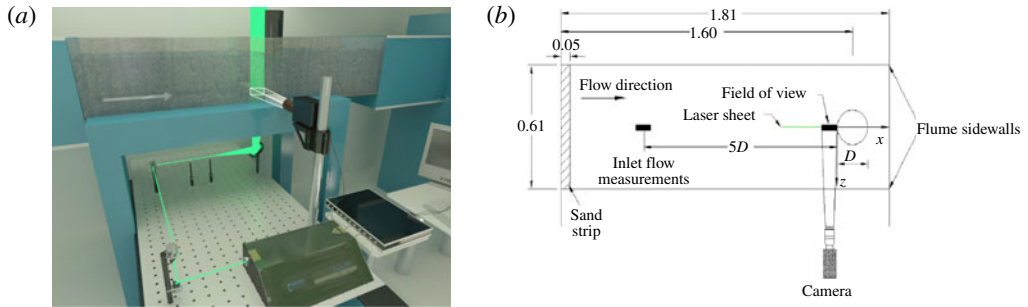 (a)
(b)
1.81
1.60
0.05
Flow direction
Field of view
Laser sheet
0.61
Flume sidewalls
x
5D
D
Inlet flow
measurements
z
Sand
strip
Camera